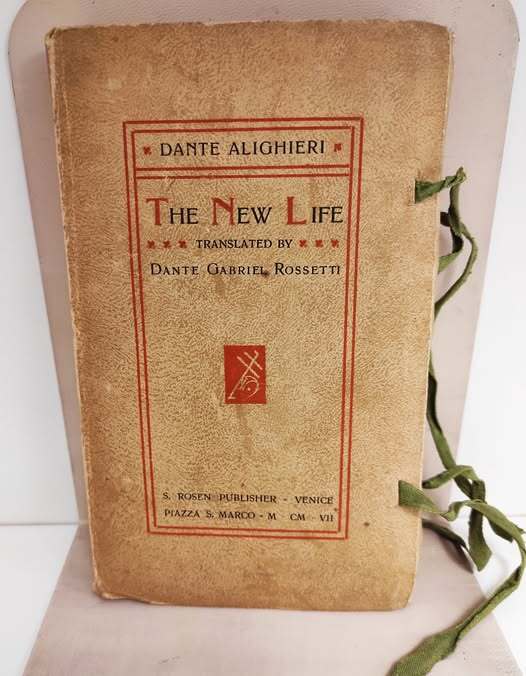 DANTE ALIGHIERI
THE NEW LIFE
TRANSLATED BY
DANTE GABRIEL ROSSETTI
S. ROSEN PUBLISHER - VENICE
PIAZZA S. MARCO - M CM VII